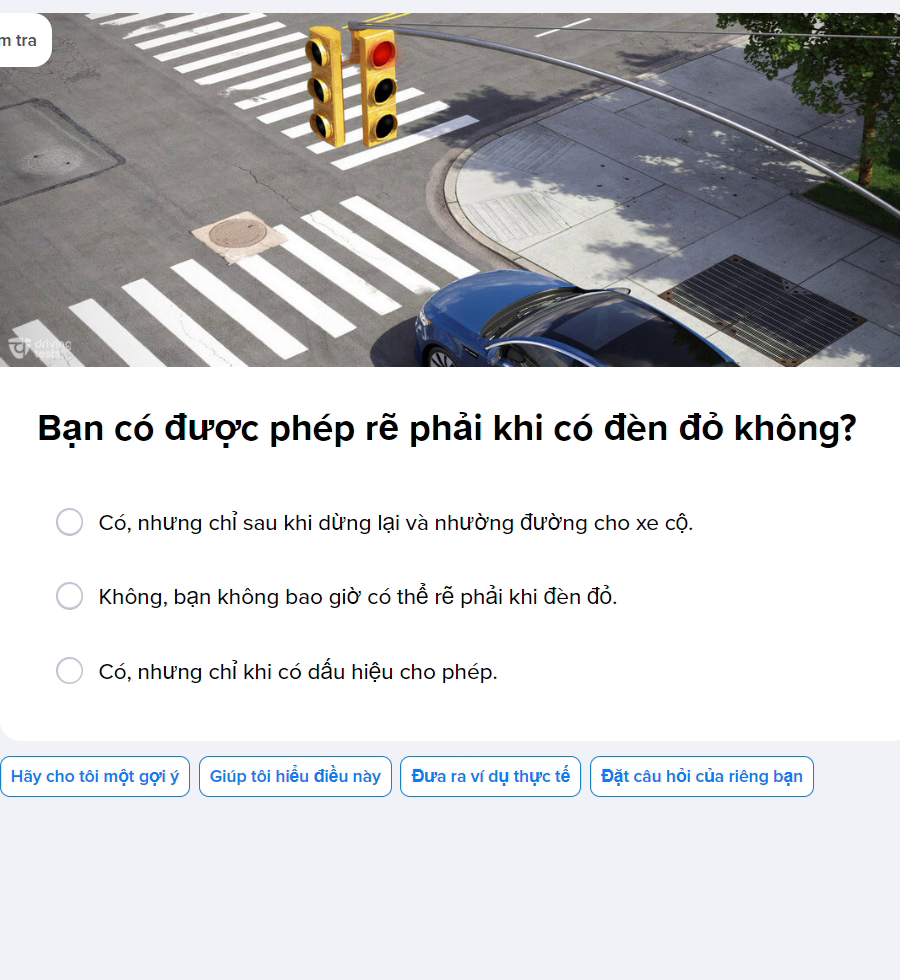 m tra
driving
tests
Bạn có được phép rẽ phải khi có đèn đỏ không?
Có, nhưng chỉ sau khi dừng lại và nhường đường cho xe cộ.
Không, bạn không bao giờ có thể rẽ phải khi đèn đỏ.
Có, nhưng chỉ khi có dấu hiệu cho phép.
Hãy cho tôi một gợi ý Giúp tôi hiểu điều này Đưa ra ví dụ thực tế Đặt câu hỏi của riêng bạn